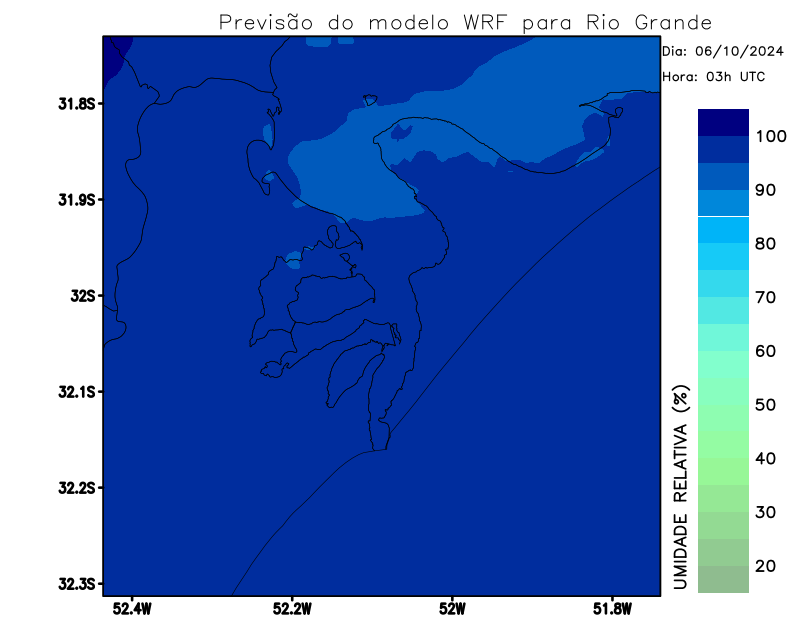 Previsão do modelo WRF para Rio Grande
Dia: 06/10/2024
Hora: 03h UTC
31.8S
31.9S
32S
32.1S
32.2S
32.3S
52.4W
52.2W
52W
51.8W
UMIDADE RELATIVA (%)
100
90
80
70
60
50
40
30
20